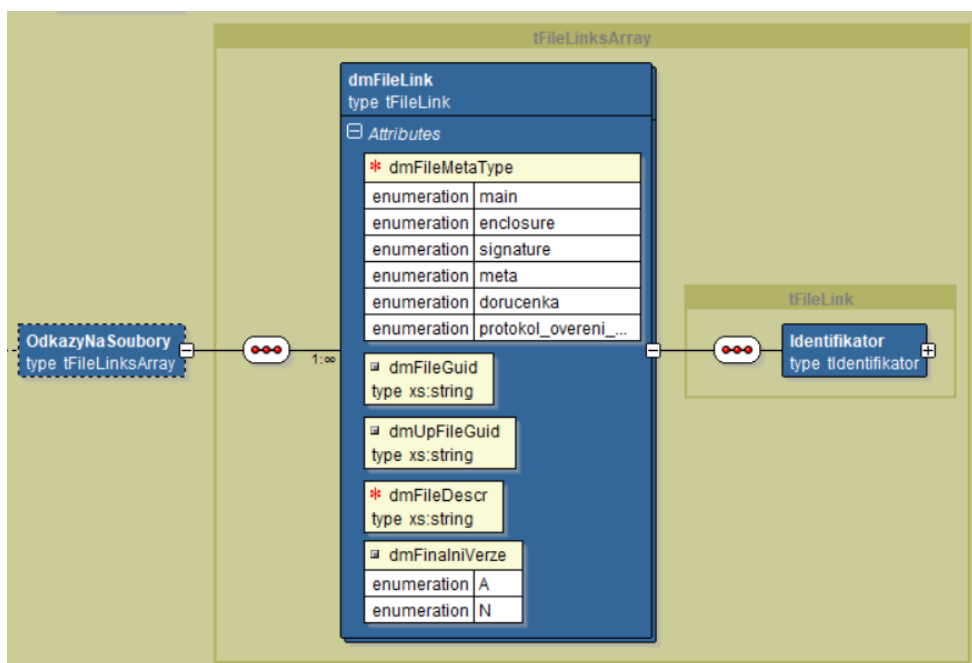 tFileLinksArray
dmFileLink
type tFileLink
Attributes
* dmFileMetaType
enumeration main
enumeration enclosure
enumeration signature
enumeration meta
enumeration dorucenka
enumeration protokol_overeni_...
dmFileGuid
type xs:string
dmUpFileGuid
type xs:string
* dmFileDescr
type xs:string
dmFinalniVerze
enumeration A
enumeration N
OdkazyNaSoubory
type tFileLinksArray
1:∞
tFileLink
Identifikator
type tIdentifikator